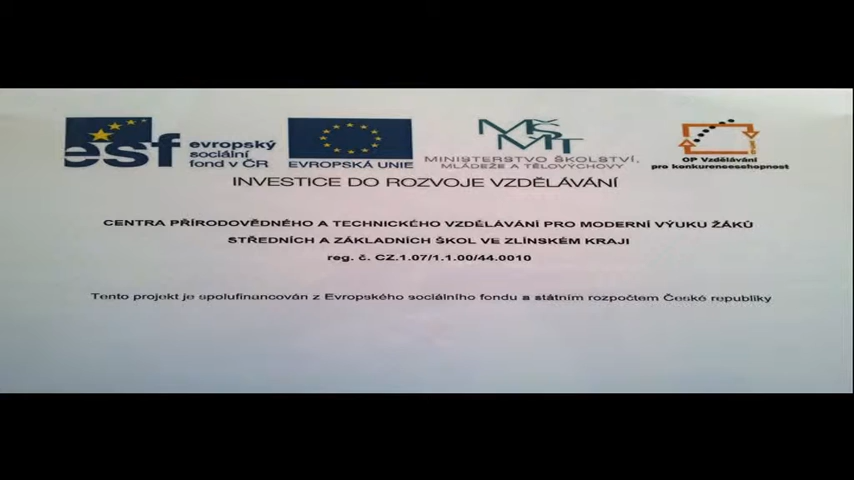 esf evropský
sociální
fond v ČR
EVROPSKÁ UNIE
MŠ
MT
MINISTERSTVO ŠKOLSTVÍ,
MLÁDEŽE A TĚLOVÝCHOVY
OP Vzdělávání
pro konkurenceschopnost
INVESTICE DO ROZVOJE VZDĚLÁVÁNÍ
CENTRA PŘÍRODOVĚDNÉHO A TECHNICKÉHO VZDĚLÁVÁNÍ PRO MODERNÍ VÝUKU ŽÁKŮ
STŘEDNÍCH A ZÁKLADNÍCH ŠKOL VE ZLÍNSKÉM KRAJI
reg. č. CZ.1.07/1.1.00/44.0010
Tento projekt je spolufinancován z Evropského sociálního fondu a státním rozpočtem České republiky